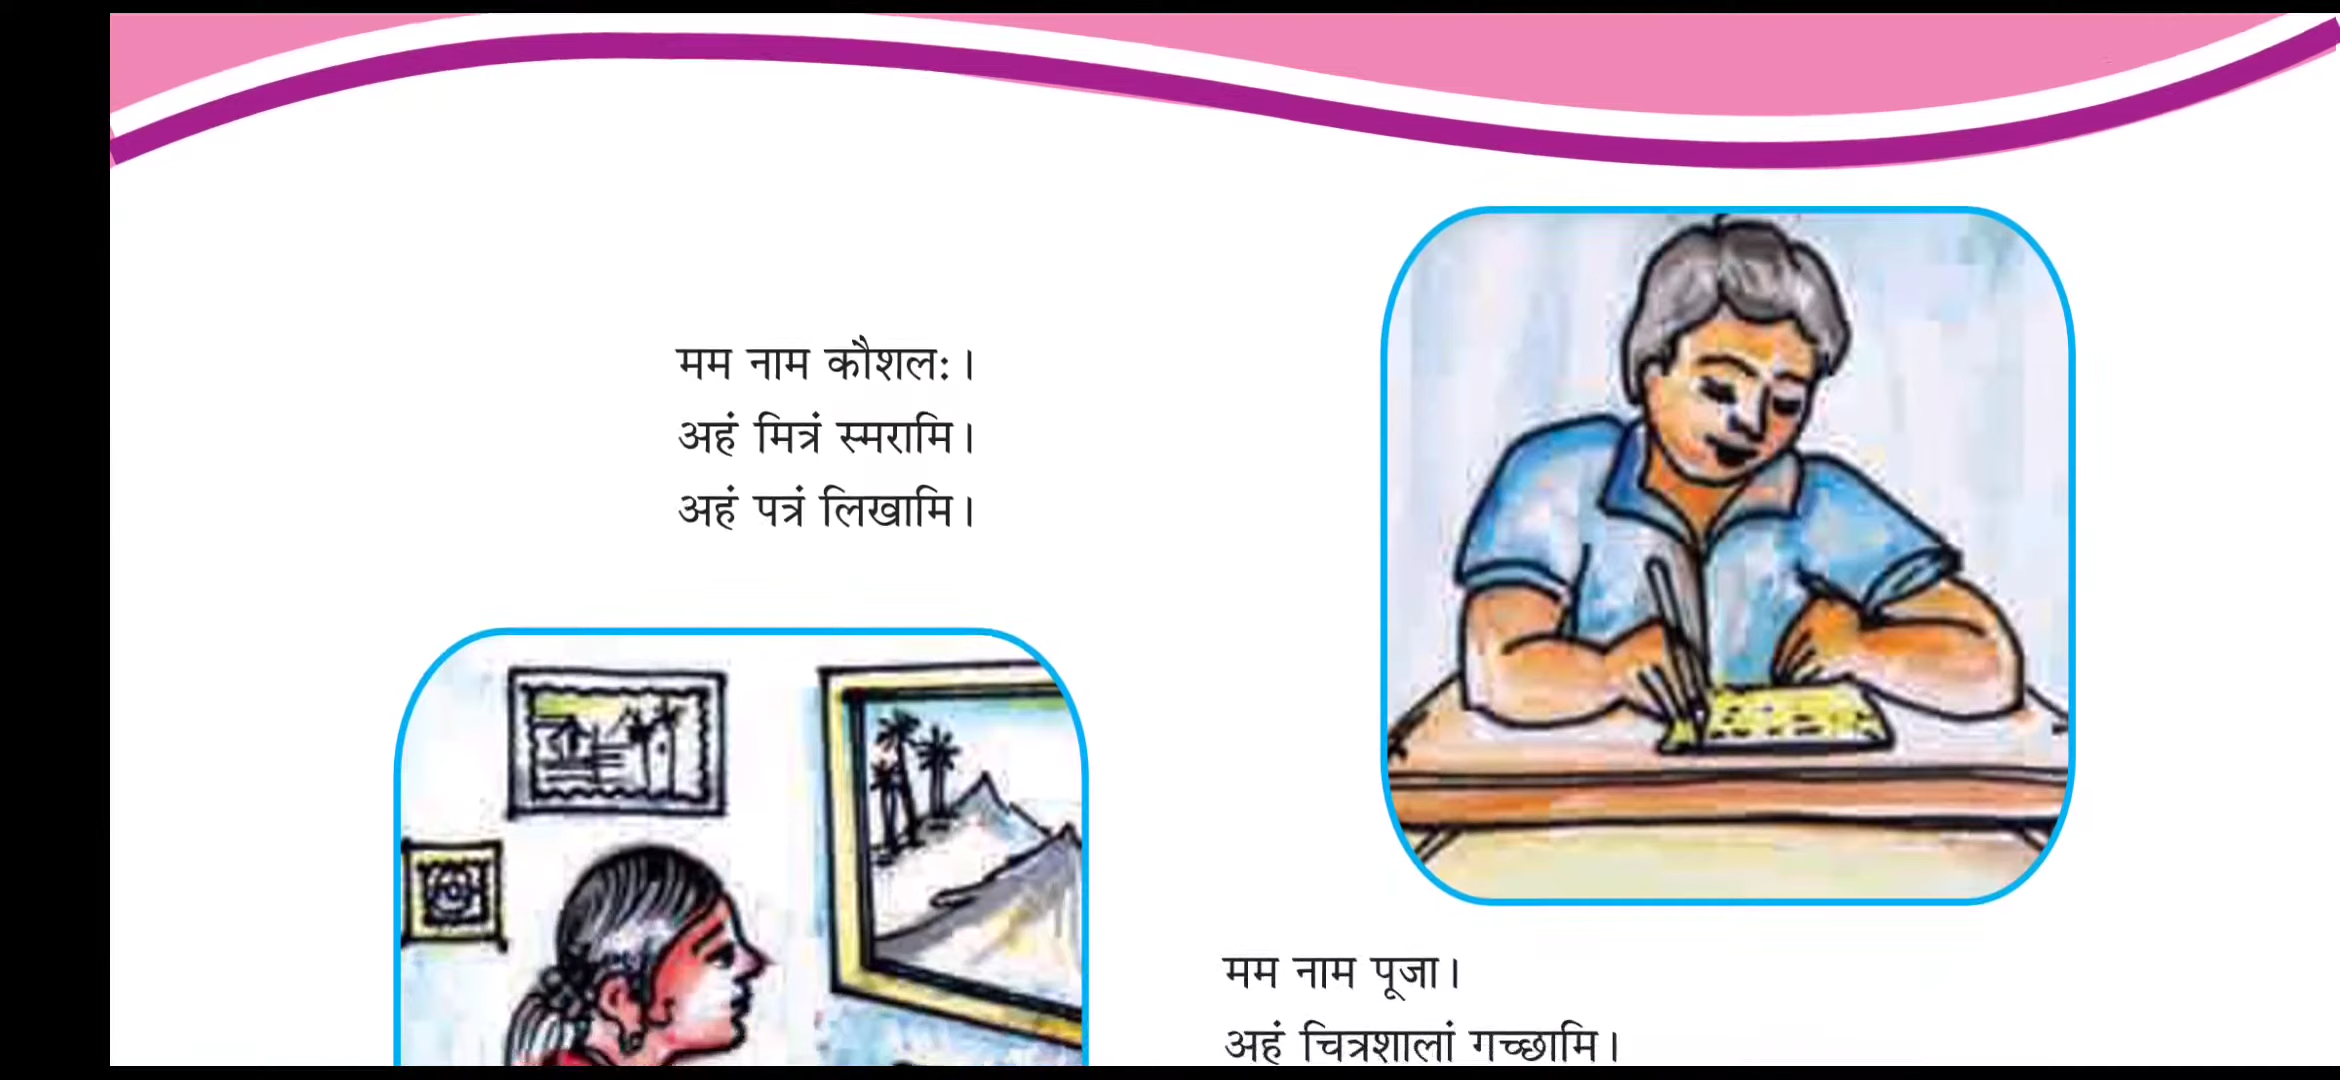 मम नाम कौशलः।
अहं मित्रं स्मरामि।
अहं पत्रं लिखामि।
मम नाम पूजा।
अहं चित्रशालां गच्छामि।